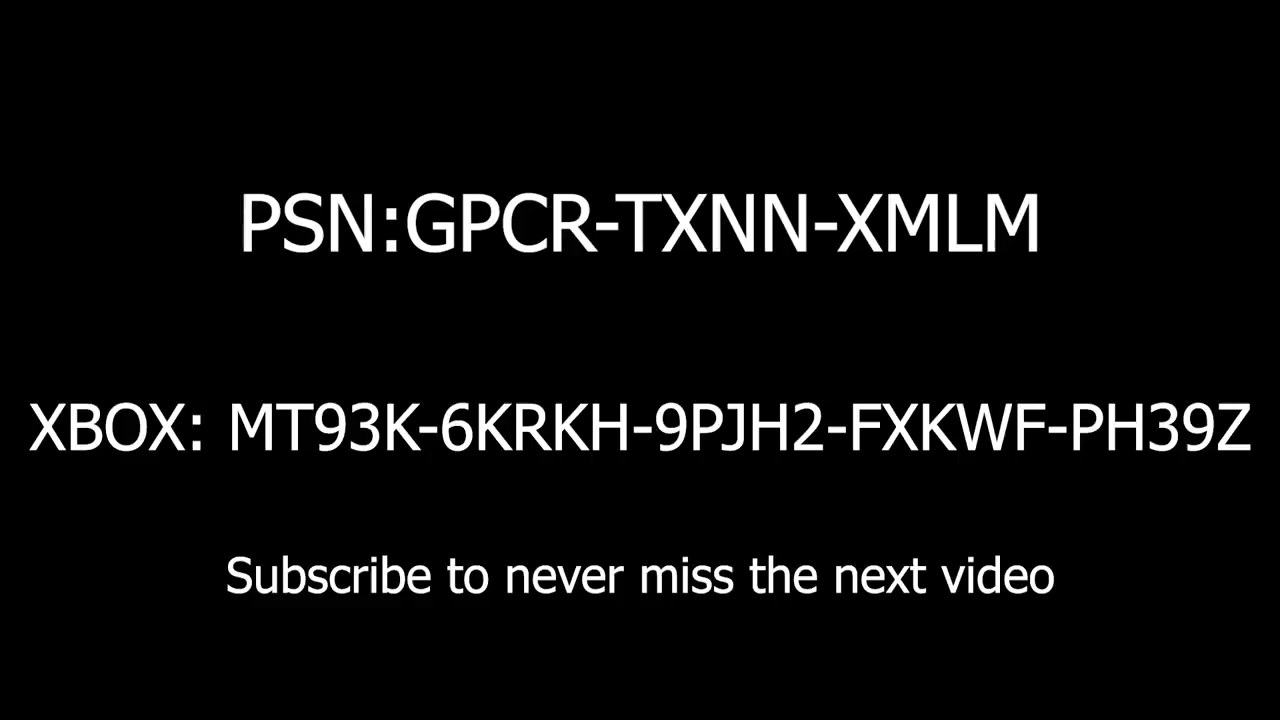 PSN:GPCR-TXNN-XMLM
XBOX: MT93K-6KRKH-9PJH2-FXKWF-PH39Z
Subscribe to never miss the next video